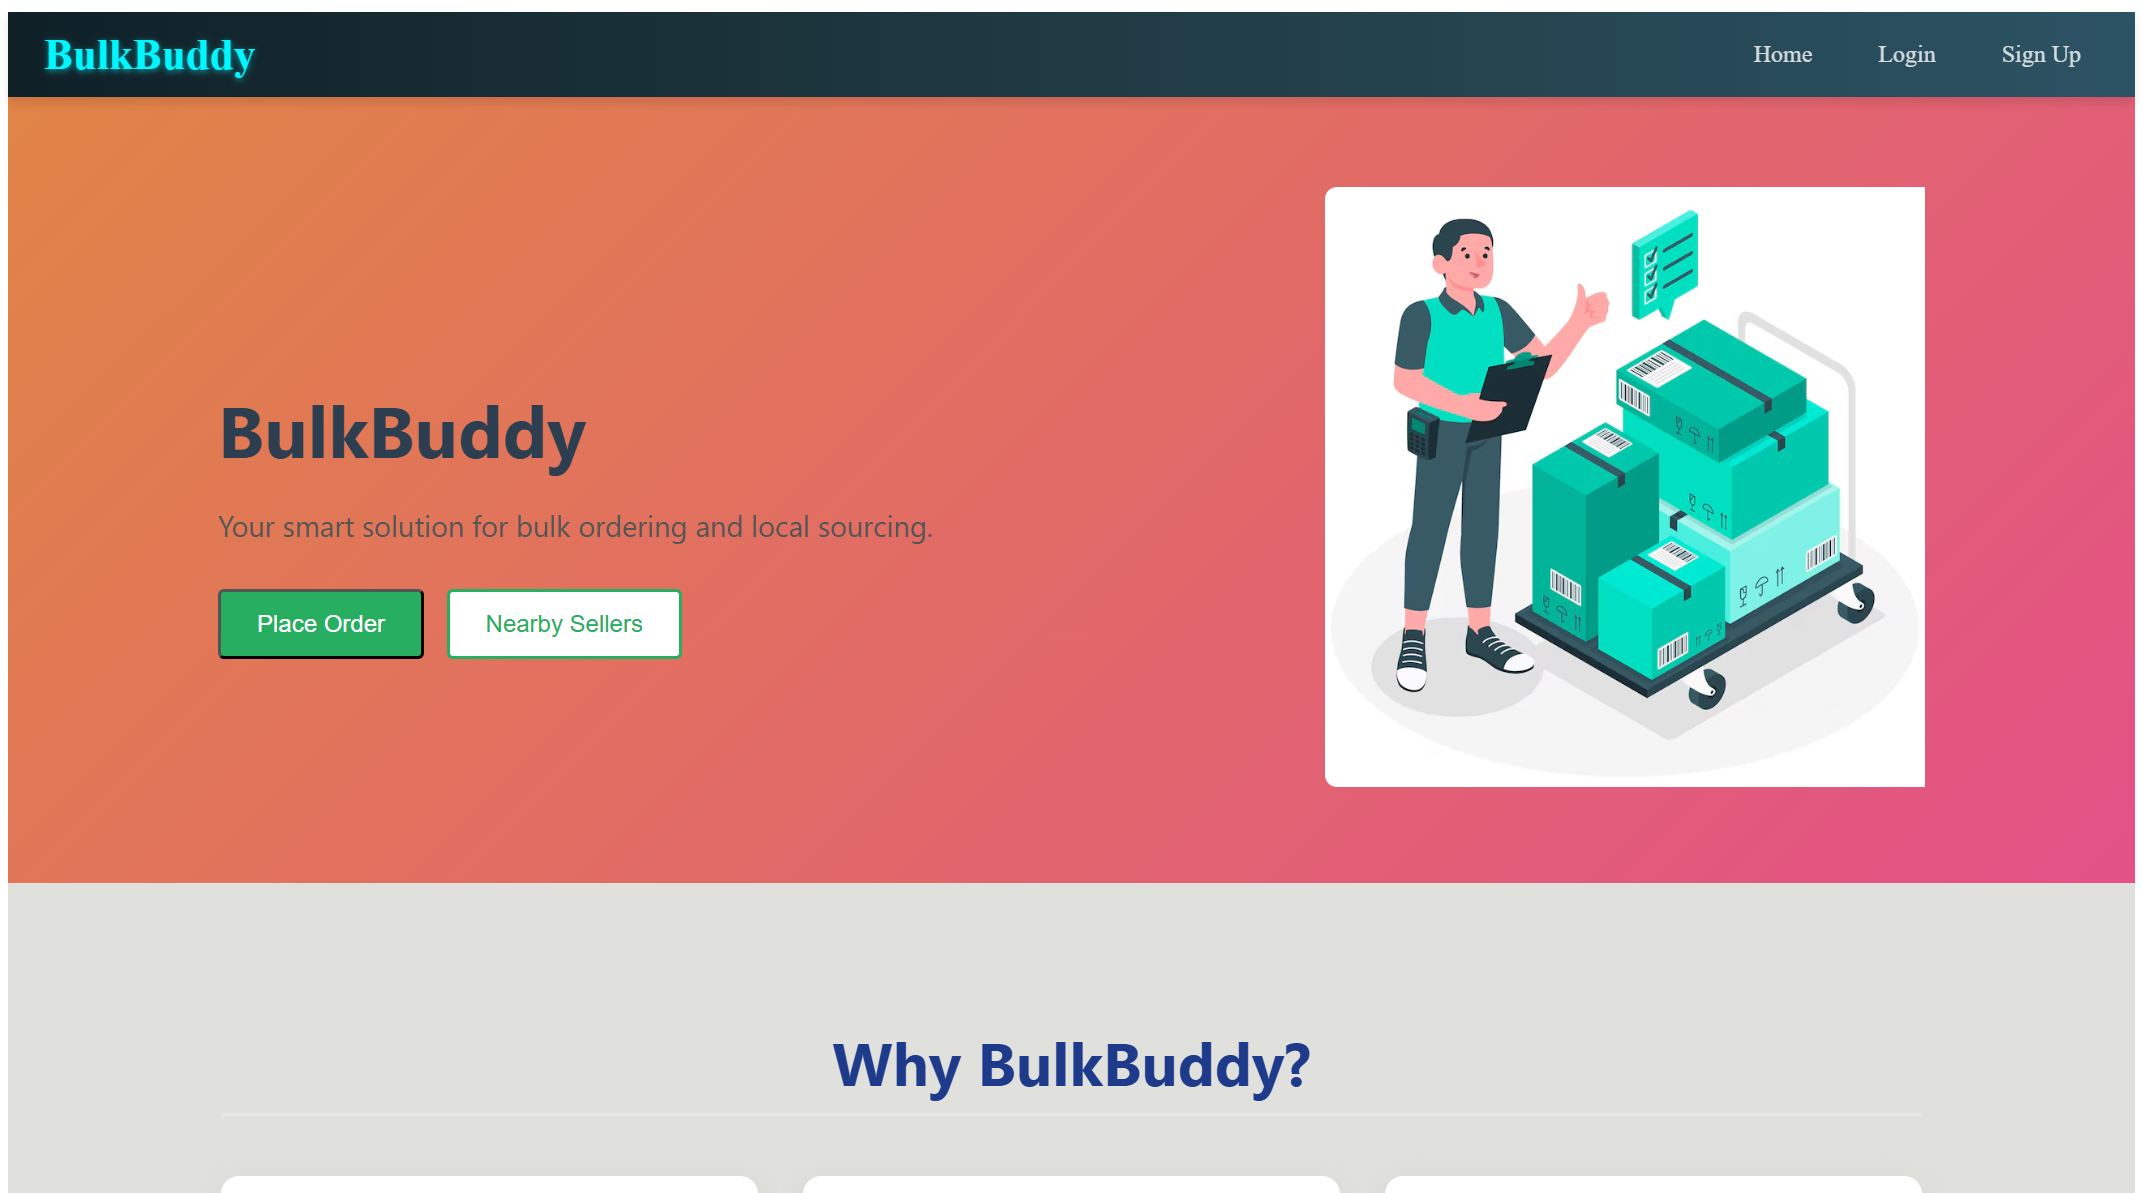 BulkBuddy
Home
Login
Sign Up
BulkBuddy
Your smart solution for bulk ordering and local sourcing.
Place Order
Nearby Sellers
Why BulkBuddy?